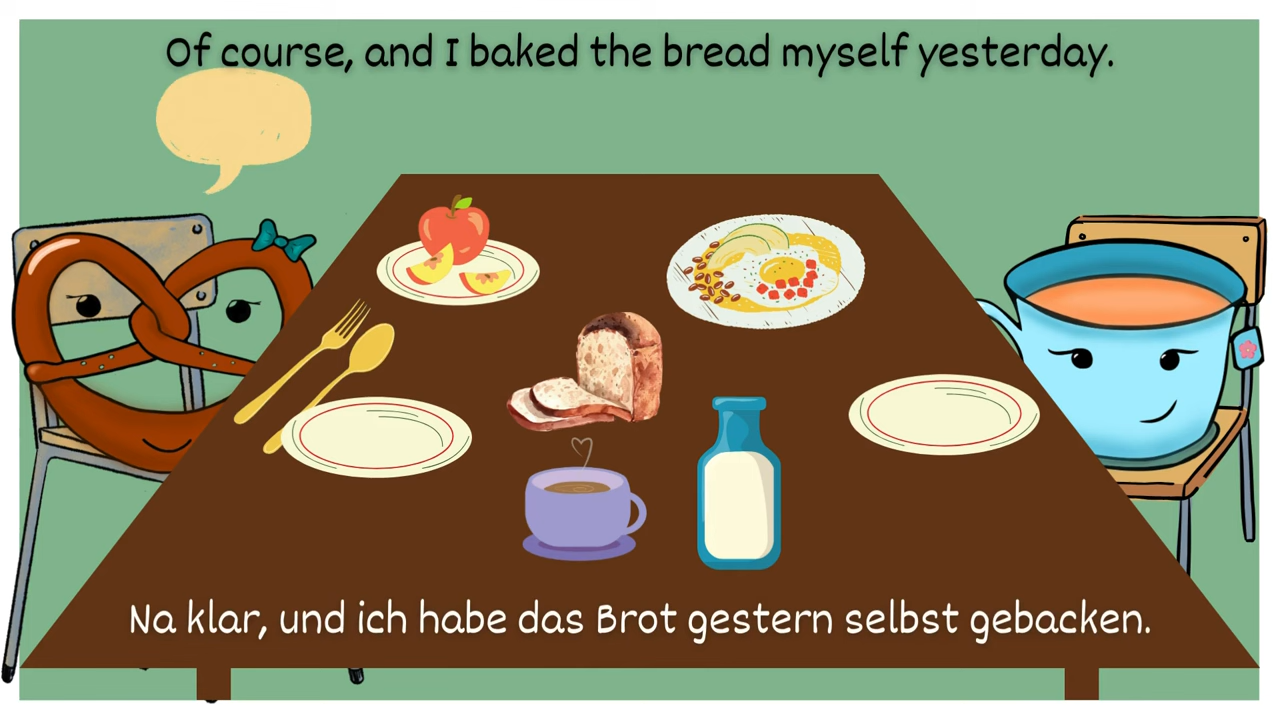 Of course, and I baked the bread myself yesterday.
Na klar, und ich habe das Brot gestern selbst gebacken.